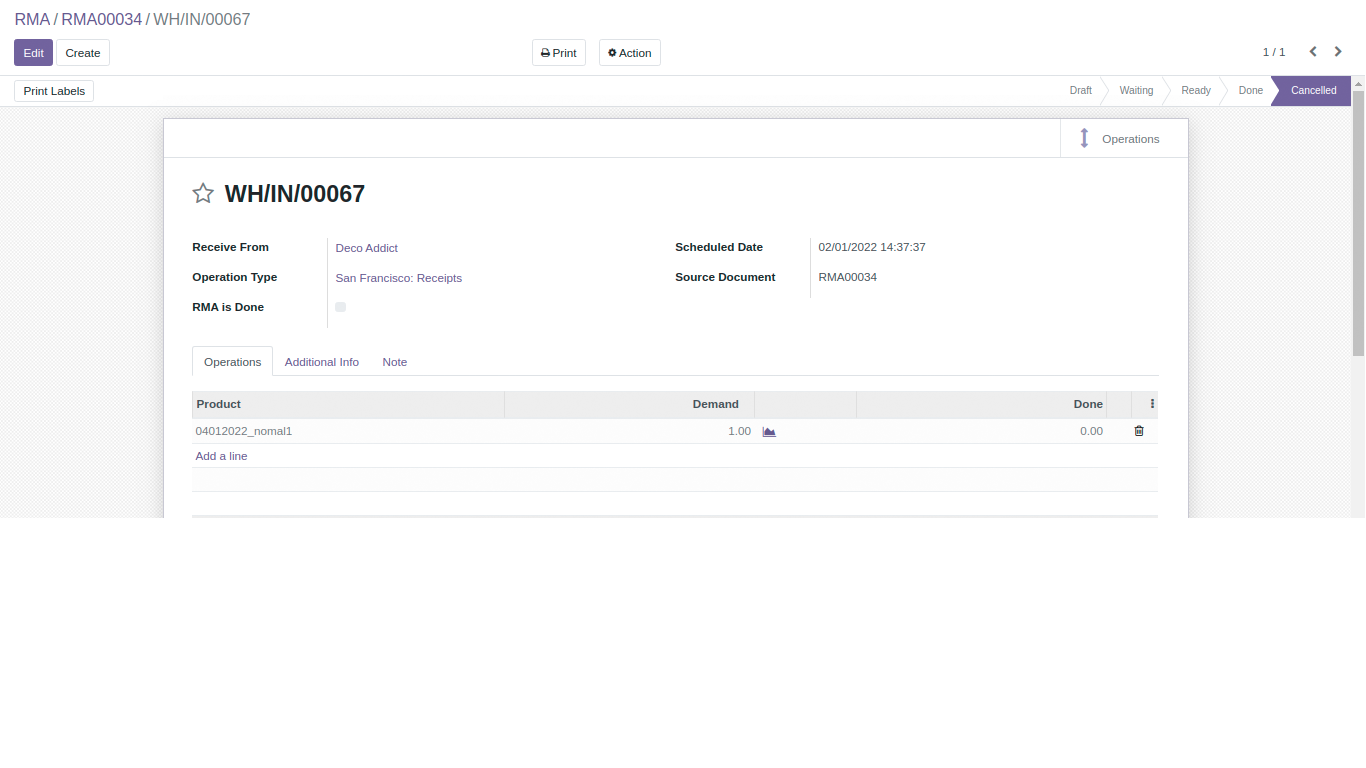 RMA / RMA00034 / WH/IN/00067
Edit Create Print Action 1 / 1
Print Labels Draft Waiting Ready Done Cancelled
Operations
WH/IN/00067
Receive From Deco Addict Scheduled Date 02/01/2022 14:37:37
Operation Type San Francisco: Receipts Source Document RMA00034
RMA is Done
Operations Additional Info Note
Product Demand Done
04012022_nomal1 1.00 0.00
Add a line